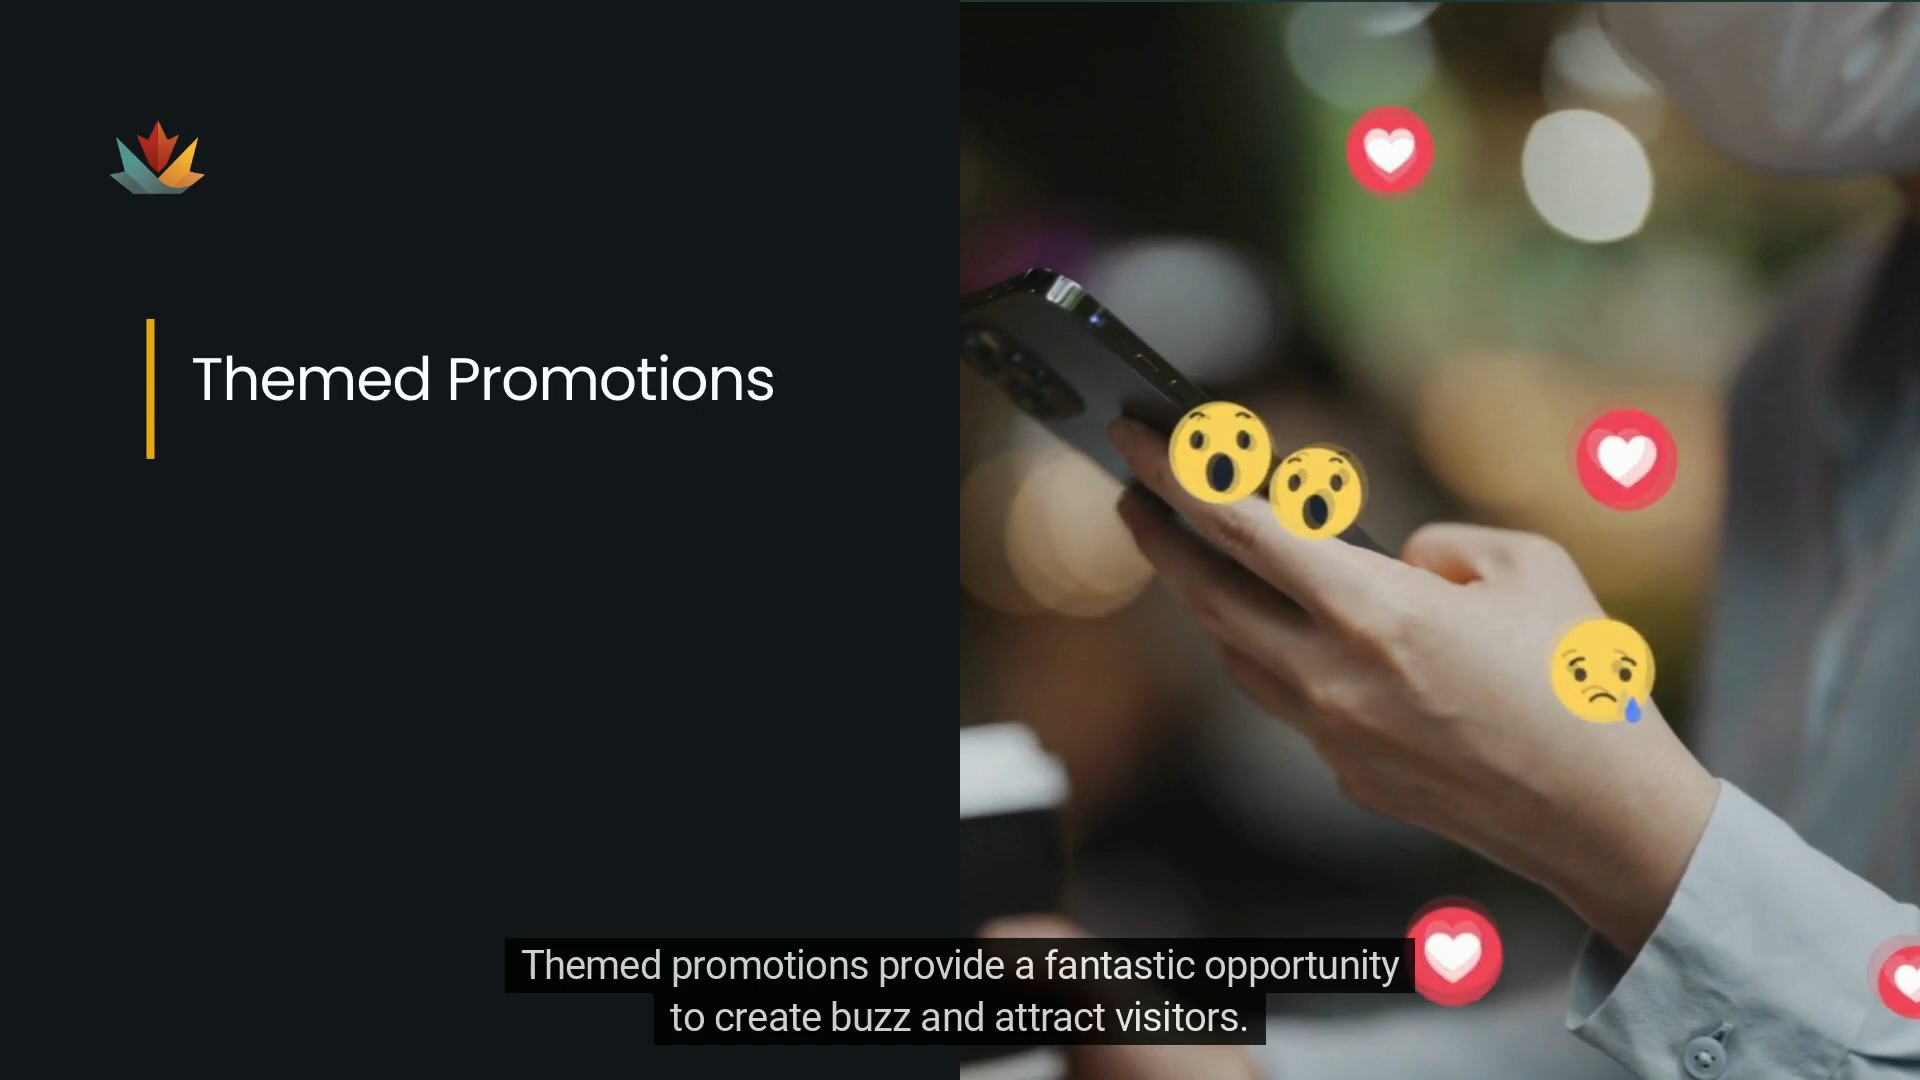 Themed Promotions
Themed promotions provide a fantastic opportunity
to create buzz and attract visitors.